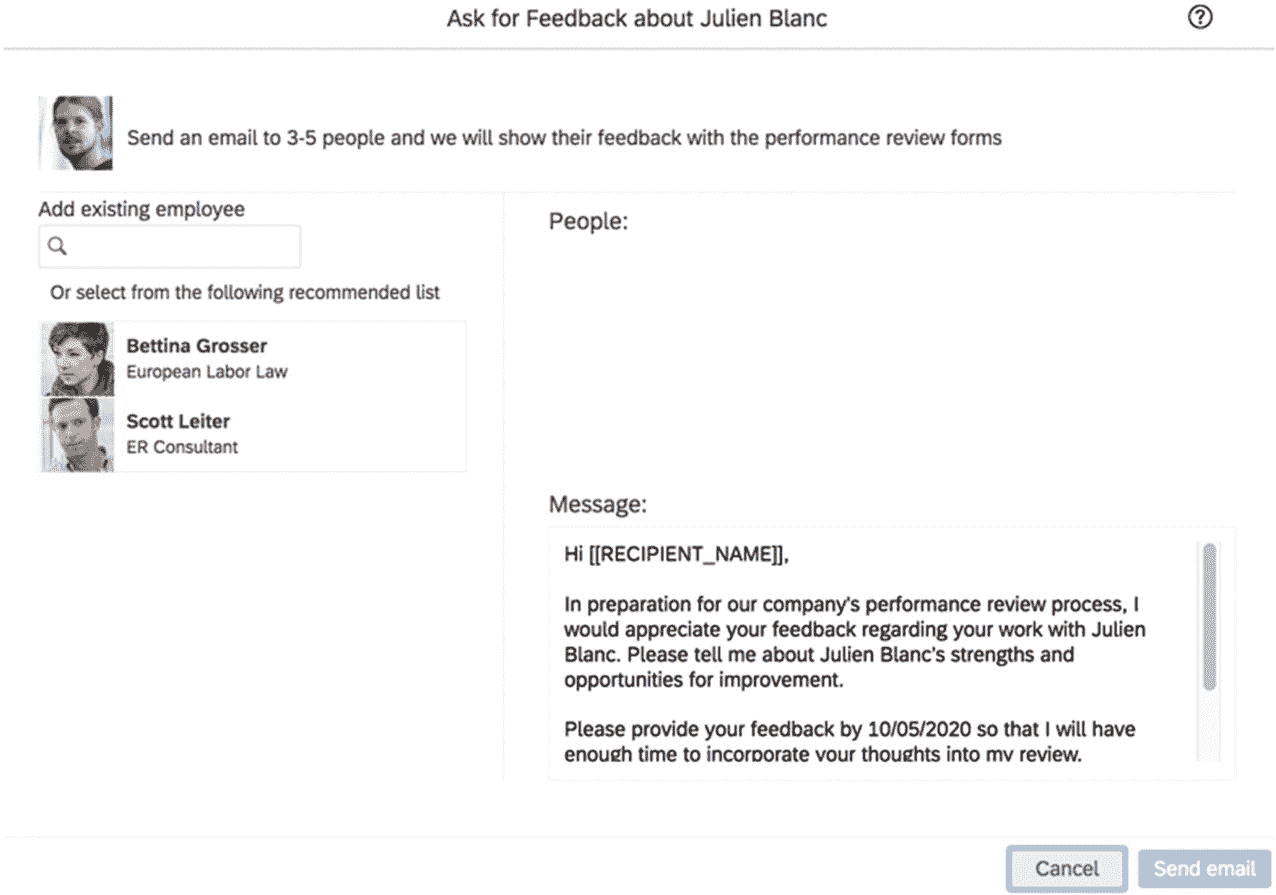 Ask for Feedback about Julien Blanc
Send an email to 3-5 people and we will show their feedback with the performance review forms
Add existing employee
Or select from the following recommended list
Bettina Grosser
European Labor Law
Scott Leiter
ER Consultant
People:
Message:
Hi [[RECIPIENT_NAME]],
In preparation for our company's performance review process, I
would appreciate your feedback regarding your work with Julien
Blanc. Please tell me about Julien Blanc's strengths and
opportunities for improvement.
Please provide your feedback by 10/05/2020 so that I will have
enough time to incorporate your thoughts into my review.
Cancel
Send email